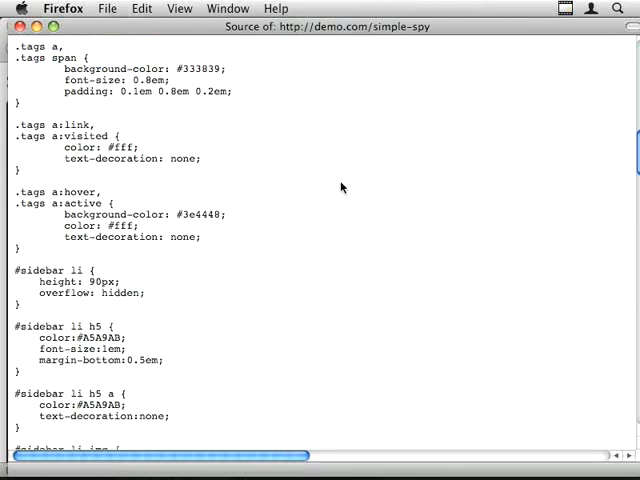 Firefox File Edit View Window Help
Source of: http://demo.com/simple-spy
.tags a,
.tags span {
background-color: #333839;
font-size: 0.8em;
padding: 0.1em 0.8em 0.2em;
}
.tags a:link,
.tags a:visited {
color: #fff;
text-decoration: none;
}
.tags a:hover,
.tags a:active {
background-color: #3e4448;
color: #fff;
text-decoration: none;
}
#sidebar li {
height: 90px;
overflow: hidden;
}
#sidebar li h5 {
color:#A5A9AB;
font-size:1em;
margin-bottom:0.5em;
}
#sidebar li h5 a {
color:#A5A9AB;
text-decoration:none;
}
#sidebar li img {